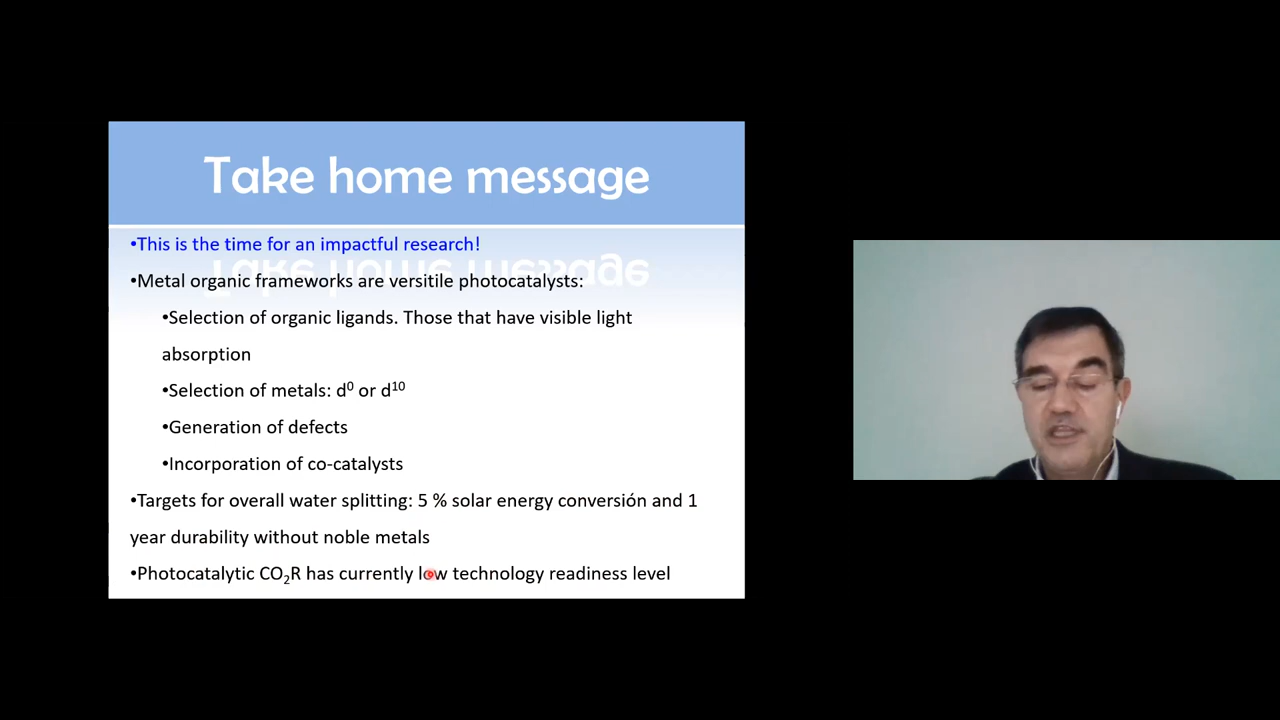 Take home message
•This is the time for an impactful research!
•Metal organic frameworks are versitile photocatalysts:
•Selection of organic ligands. Those that have visible light
absorption
•Selection of metals: d⁰ or d¹⁰
•Generation of defects
•Incorporation of co-catalysts
•Targets for overall water splitting: 5 % solar energy conversión and 1
year durability without noble metals
•Photocatalytic CO₂R has currently low technology readiness level